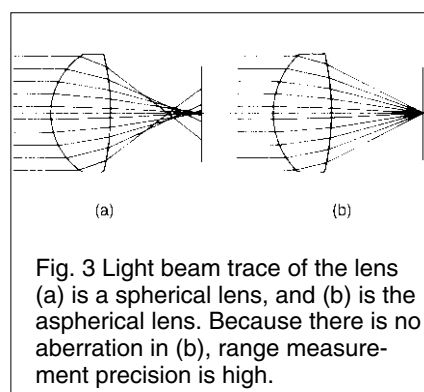 (a) (b)
Fig. 3 Light beam trace of the lens
(a) is a spherical lens, and (b) is the
aspherical lens. Because there is no
aberration in (b), range measure-
ment precision is high.